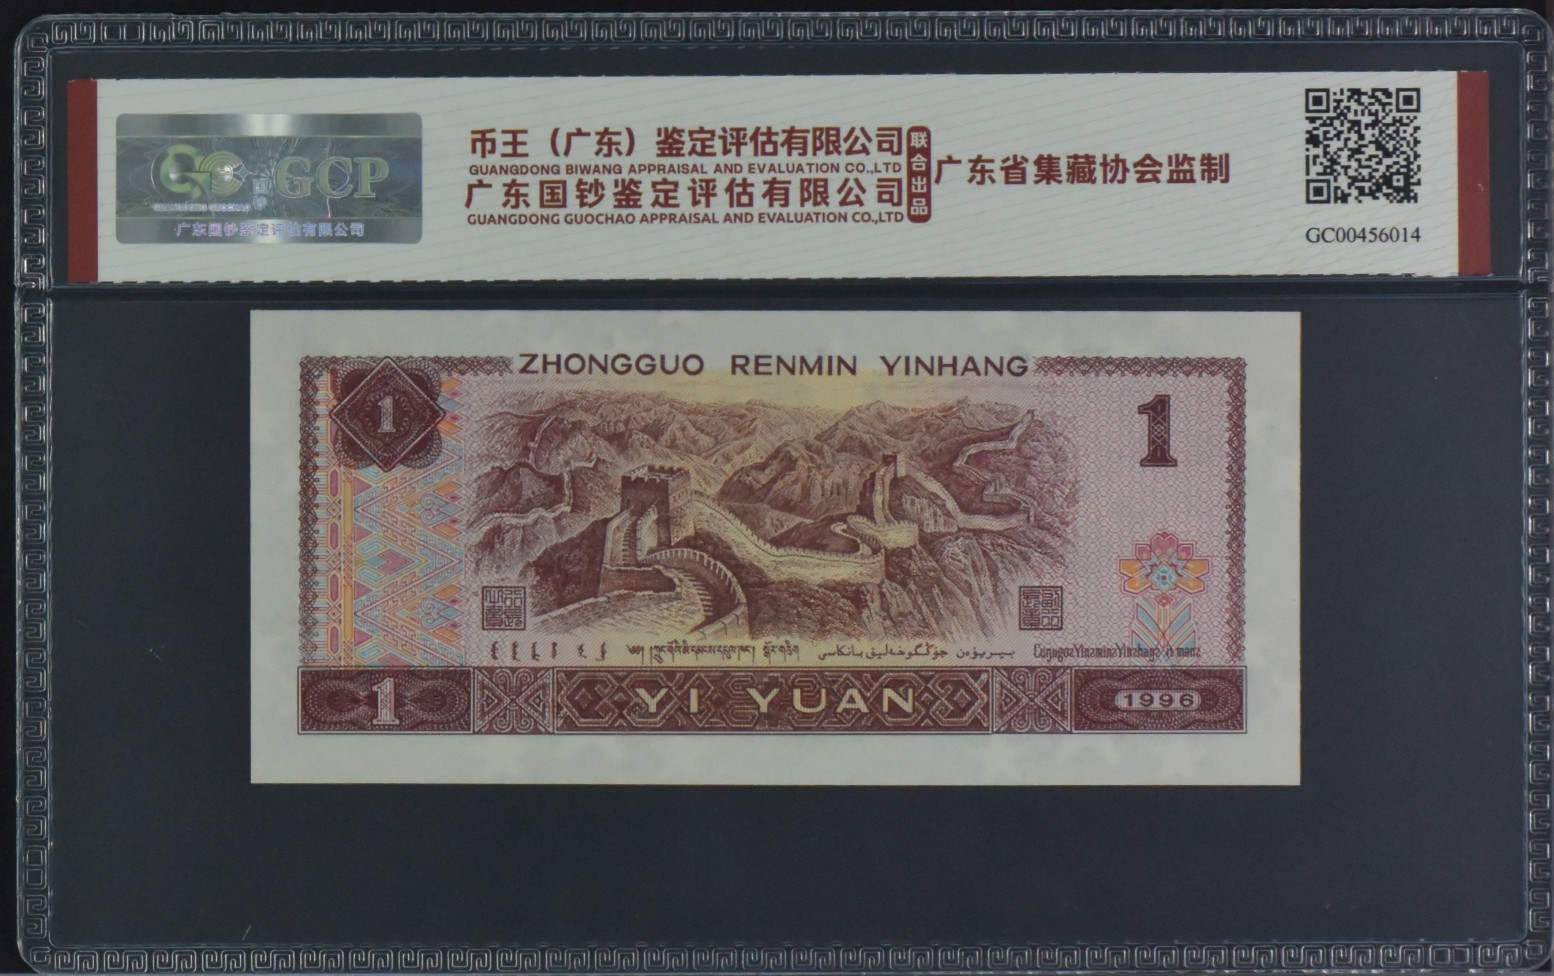 GCP
广东国钞鉴定评估有限公司
币王（广东）鉴定评估有限公司
GUANGDONG BIWANG APPRAISAL AND EVALUATION CO.,LTD
广东国钞鉴定评估有限公司
GUANGDONG GUOCHAO APPRAISAL AND EVALUATION CO.,LTD
联合出品
广东省集藏协会监制
GC00456014
ZHONGGUO RENMIN YINHANG
1
1
1
YI YUAN
1996